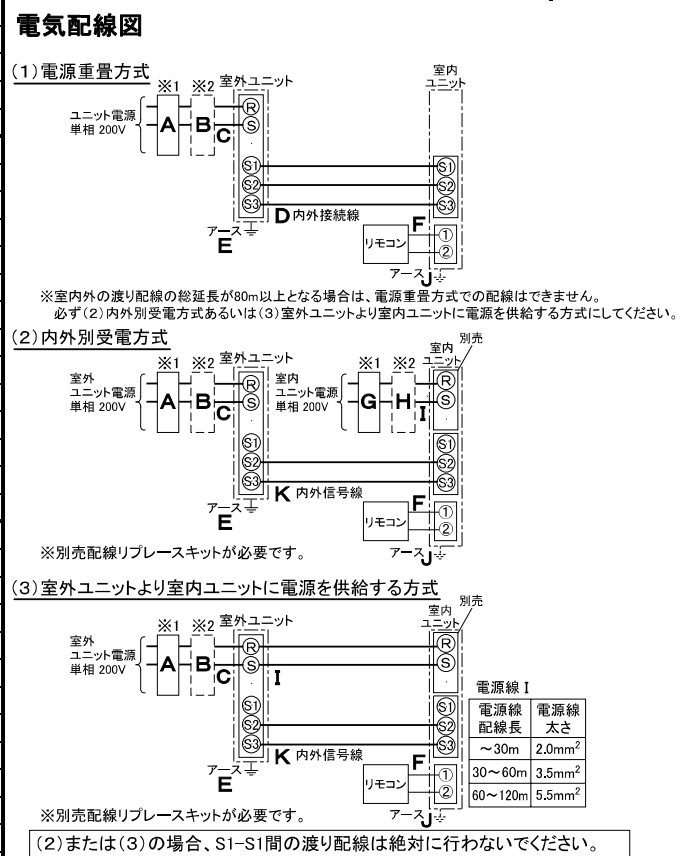 電気配線図
(1)電源重畳方式
※1 ※2 室外ユニット
室内
ユニット
ユニット電源
単相 200V
A B C
R
S
S1 S1
S2 S2
S3 S3
D 内外接続線
アース
E
リモコン
F
①
②
アース J
※室内外の渡り配線の総延長が80m以上となる場合は、電源重畳方式での配線はできません。
必ず(2)内外別受電方式あるいは(3)室外ユニットより室内ユニットに電源を供給する方式にしてください。
(2)内外別受電方式
※1 ※2 室外ユニット
※1 ※2
室内
ユニット
別売
室外
ユニット電源
単相 200V
A B C
R
S
室内
ユニット電源
単相 200V
G H I
R
S
S1 S1
S2 S2
S3 S3
K 内外信号線
アース
E
リモコン
F
①
②
アース J
※別売配線リプレースキットが必要です。
(3)室外ユニットより室内ユニットに電源を供給する方式
※1 ※2 室外ユニット
室内
ユニット
別売
室外
ユニット電源
単相 200V
A B C
R R
S S
I
S1 S1
S2 S2
S3 S3
K 内外信号線
アース
E
リモコン
F
①
②
アース J
電源線 I
電源線
配線長
電源線
太さ
～30m 2.0mm²
30～60m 3.5mm²
60～120m 5.5mm²
※別売配線リプレースキットが必要です。
(2)または(3)の場合、S1-S1間の渡り配線は絶対に行わないでください。